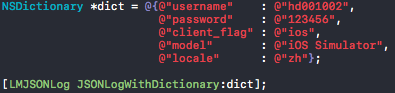 NSDictionary *dict = @{@"username" : @"hd001002",
@"password" : @"123456",
@"client_flag" : @"ios",
@"model" : @"iOS Simulator",
@"locale" : @"zh"};
[LMJSONLog JSONLogWithDictionary:dict];